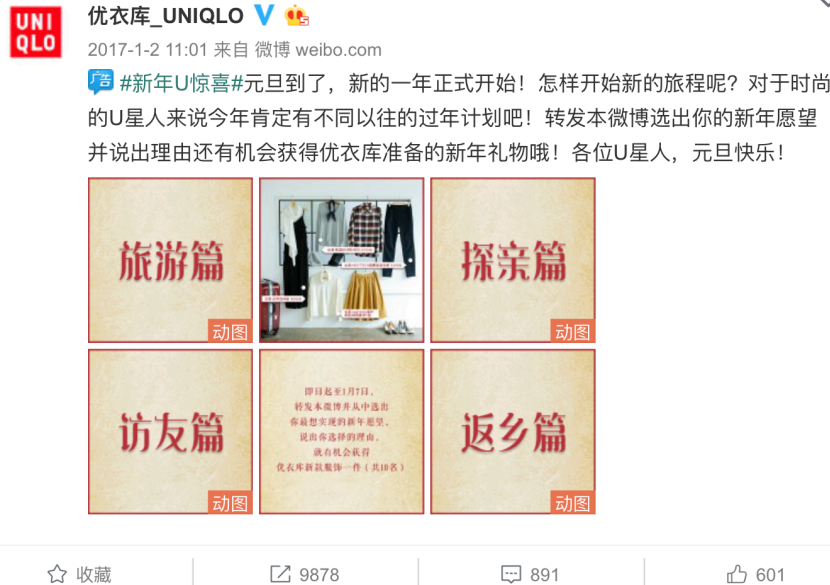 UNI
QLO
优衣库_UNIQLO
2017-1-2 11:01 来自 微博 weibo.com
广告 #新年U惊喜#元旦到了，新的一年正式开始！怎样开始新的旅程呢？对于时尚
的U星人来说今年肯定有不同以往的过年计划吧！转发本微博选出你的新年愿望
并说出理由还有机会获得优衣库准备的新年礼物哦！各位U星人，元旦快乐！
旅游篇
动图
探亲篇
动图
访友篇
动图
即日起至1月7日，
转发本微博并从中选出
你最想实现的新年愿望，
说出你选择的理由，
就有机会获得
优衣库新款服饰一件（共10名）
返乡篇
动图
收藏
9878
891
601